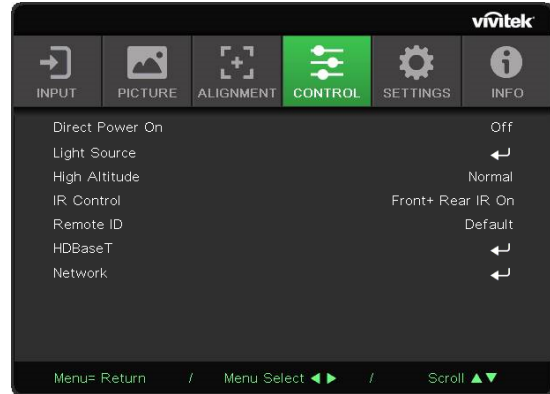 vivitek
INPUT PICTURE ALIGNMENT CONTROL SETTINGS INFO
Direct Power On Off
Light Source
High Altitude Normal
IR Control Front+ Rear IR On
Remote ID Default
HDBaseT
Network
Menu= Return / Menu Select ◀ ▶ / Scroll ▲▼